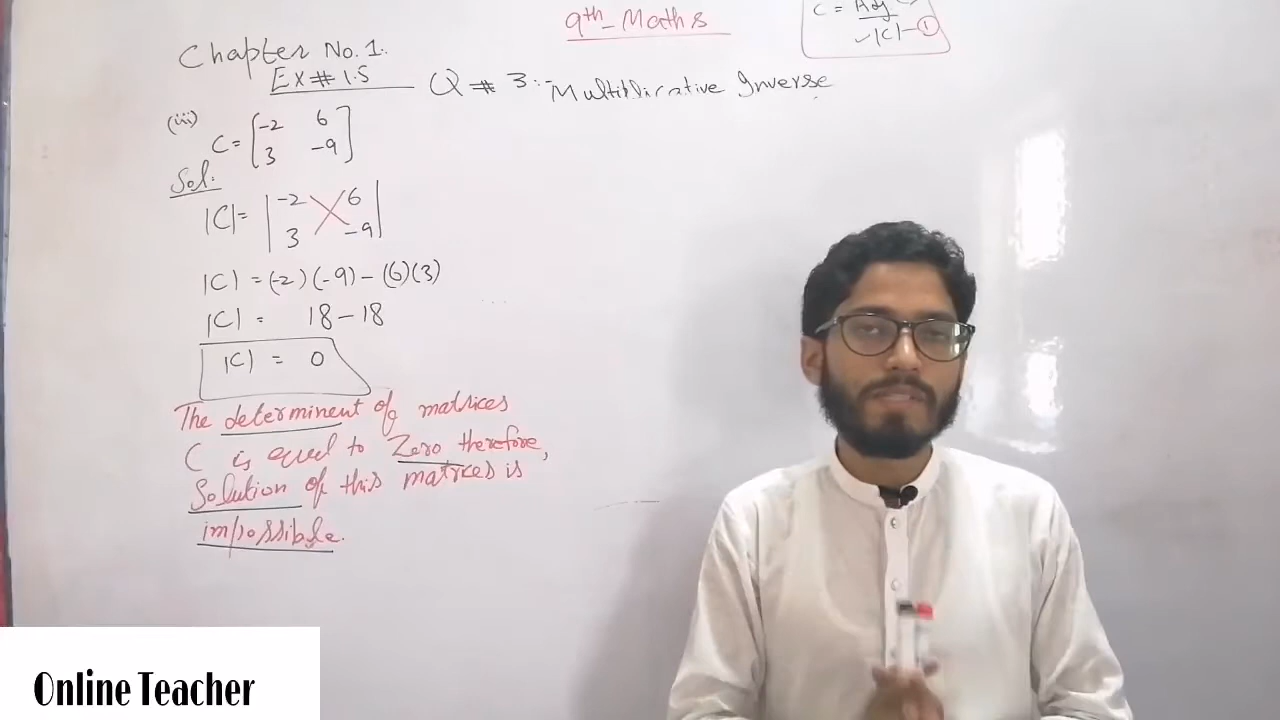 9th Maths
C = Adj C
|C| - ①
Chapter No. 1.
Ex # 1.5 Q # 3:- Multiplicative Inverse
(iii)
C = [-2 6
3 -9]
Sol:
|C| = |-2 6
3 -9|
|C| = (-2)(-9) - (6)(3)
|C| = 18 - 18
|C| = 0
The determinent of matrices
C is equal to Zero therefore,
Solution of this matrices is
impossible.
Online Teacher